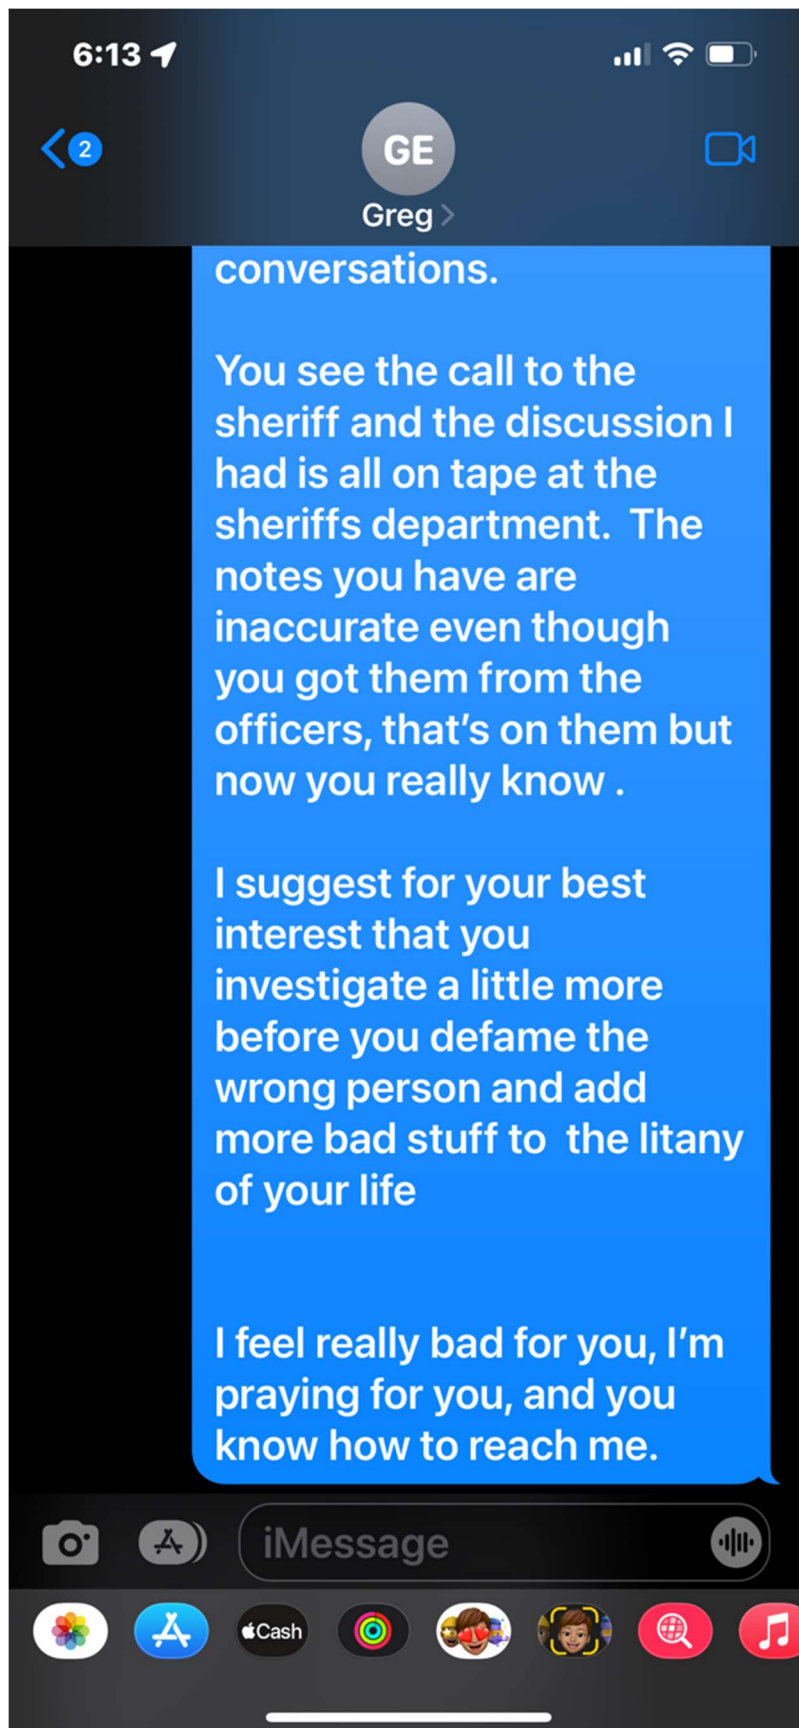 6:13
2
GE
Greg
conversations.
You see the call to the
sheriff and the discussion I
had is all on tape at the
sheriffs department.  The
notes you have are
inaccurate even though
you got them from the
officers, that’s on them but
now you really know .
I suggest for your best
interest that you
investigate a little more
before you defame the
wrong person and add
more bad stuff to  the litany
of your life
I feel really bad for you, I’m
praying for you, and you
know how to reach me.
iMessage
Cash